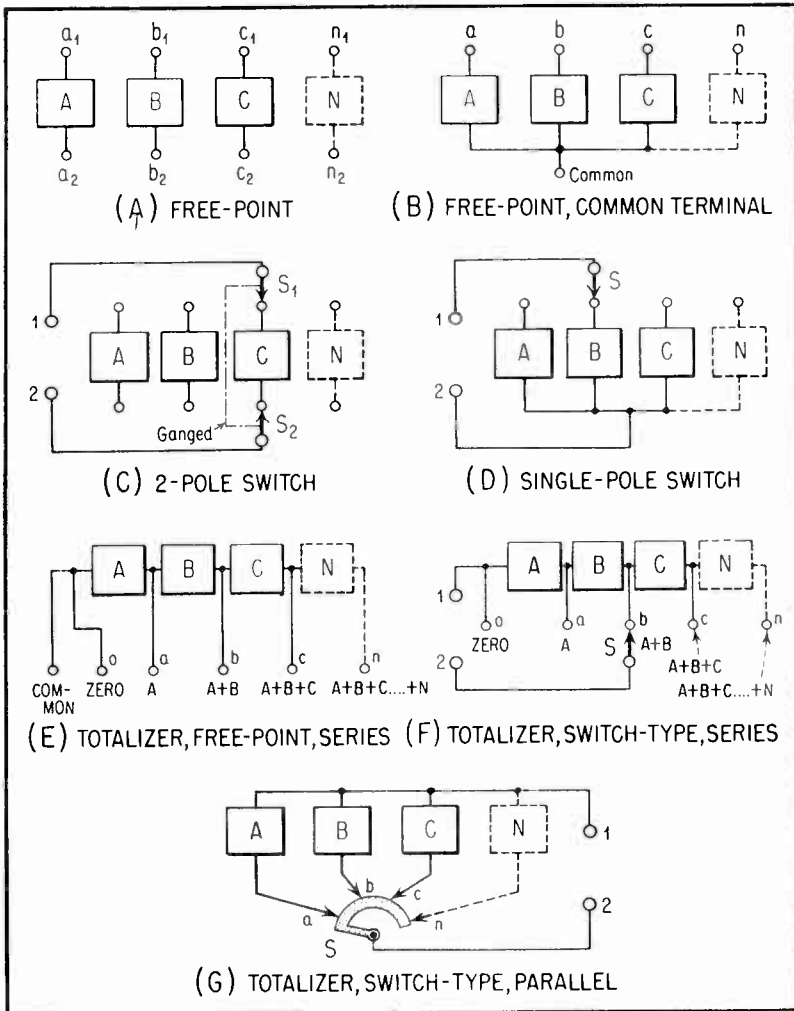 a1 b1 c1 n1
A B C N
a2 b2 c2 n2
(A) FREE-POINT
a b c n
A B C N
Common
(B) FREE-POINT, COMMON TERMINAL
S1
1
A B C N
2
Ganged S2
(C) 2-POLE SWITCH
S
1
A B C N
2
(D) SINGLE-POLE SWITCH
A B C N
o a b c n
COM-
MON
ZERO A A+B A+B+C A+B+C....+N
(E) TOTALIZER, FREE-POINT, SERIES
A B C N
1
o a b c n
ZERO A S A+B
2
A+B+C
A+B+C....+N
(F) TOTALIZER, SWITCH-TYPE, SERIES
A B C N
1
b c
2
a n
S
(G) TOTALIZER, SWITCH-TYPE, PARALLEL